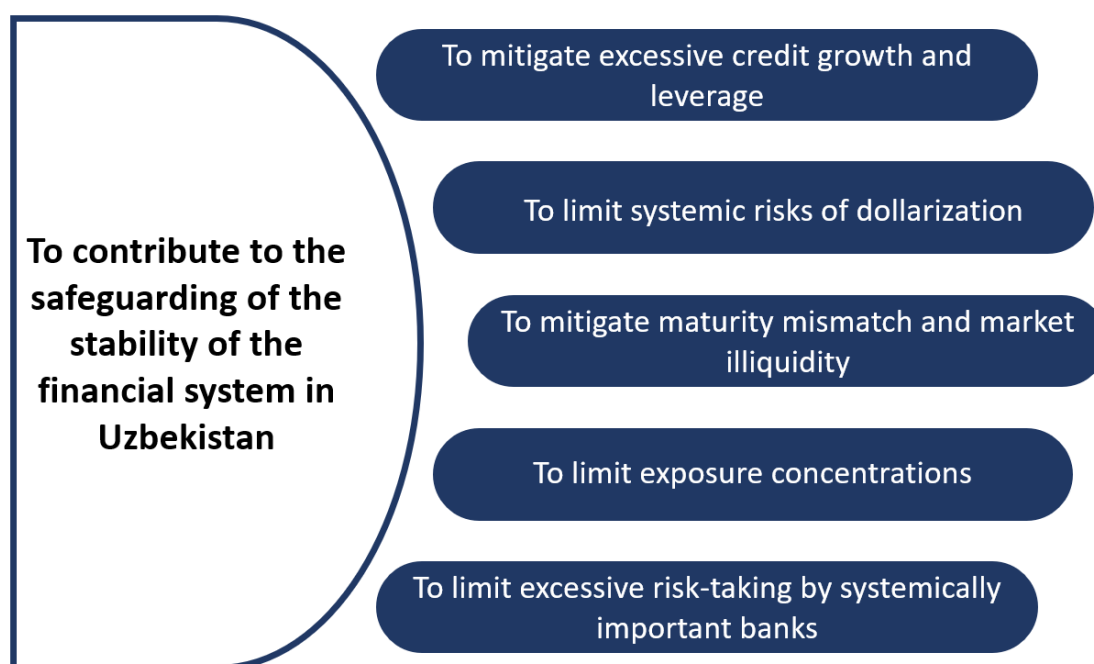 To contribute to the
safeguarding of the
stability of the
financial system in
Uzbekistan
To mitigate excessive credit growth and
leverage
To limit systemic risks of dollarization
To mitigate maturity mismatch and market
illiquidity
To limit exposure concentrations
To limit excessive risk-taking by systemically
important banks